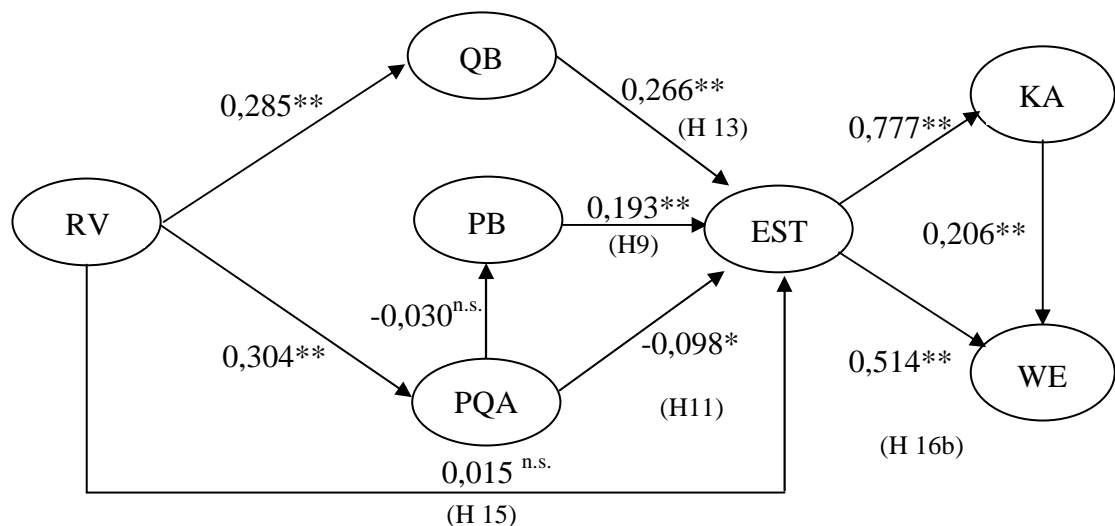 QB
KA
0,285**
0,266**
(H 13)
0,777**
RV
PB
0,193**
(H9)
EST
0,206**
-0,030n.s.
0,304**
-0,098*
0,514**
WE
PQA
(H11)
(H 16b)
0,015 n.s.
(H 15)